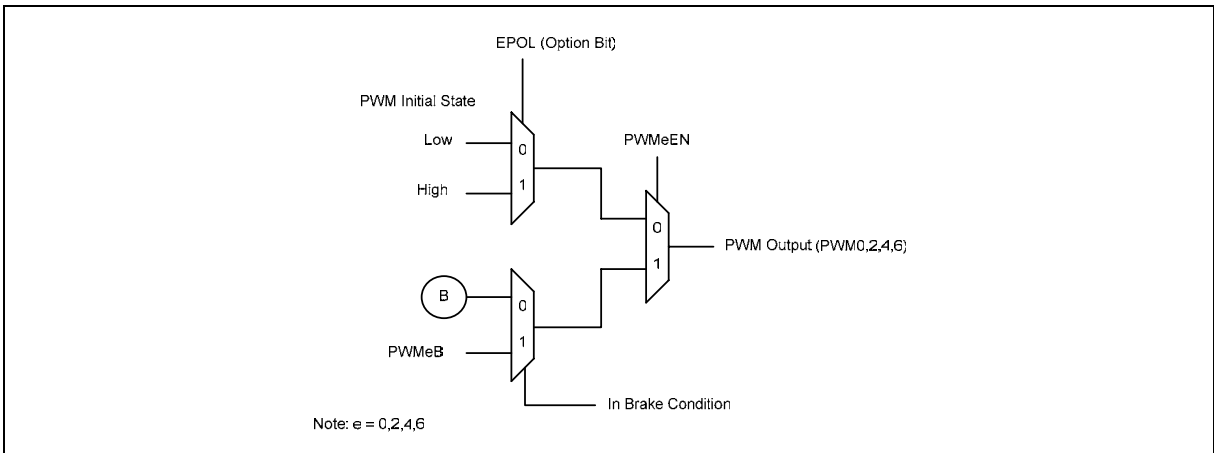 EPOL (Option Bit)
PWM Initial State
Low
0
High
1
PWMeEN
0
1
PWM Output (PWM0,2,4,6)
B
0
PWMeB
1
In Brake Condition
Note: e = 0,2,4,6